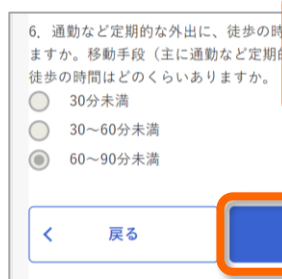 6. 通勤など定期的な外出に、徒歩の時
ますか。移動手段（主に通勤など定期的
徒歩の時間はどのくらいありますか。
30分未満
30～60分未満
60～90分未満
戻る